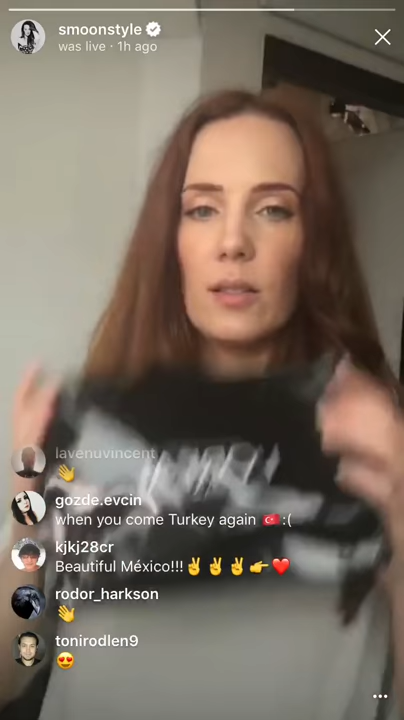 smoonstyle
was live · 1h ago
lavenuvincent
👋
gozde.evcin
when you come Turkey again 🇹🇷 :(
kjkj28cr
Beautiful México!!!✌️✌️✌️👉❤️
rodor_harkson
👋
tonirodlen9
😍